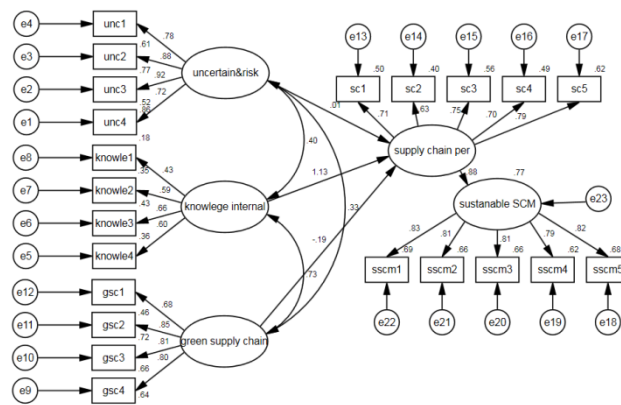 e4
unc1
.78
.61
e3
unc2
.88
.77
e2
unc3
.92
.72
.52
.86
e1
unc4
.18
uncertain&risk
e8
knowle1
.43
.35
e7
knowle2
.59
.43
e6
knowle3
.66
.60
e5
knowle4
.36
knowlege internal
e12
gsc1
.68
.46
e11
gsc2
.85
.72
e10
gsc3
.81
.80
.66
e9
gsc4
.64
green supply chain
.40
.73
.33
.01
1.13
-.19
e13
e14
e15
e16
e17
.50
.40
.56
.49
.62
sc1
sc2
sc3
sc4
sc5
.71
.63
.75
.70
.79
supply chain per
.88
.77
sustanable SCM
e23
.83
.81
.81
.79
.82
.69
.66
.66
.62
.68
sscm1
sscm2
sscm3
sscm4
sscm5
e22
e21
e20
e19
e18